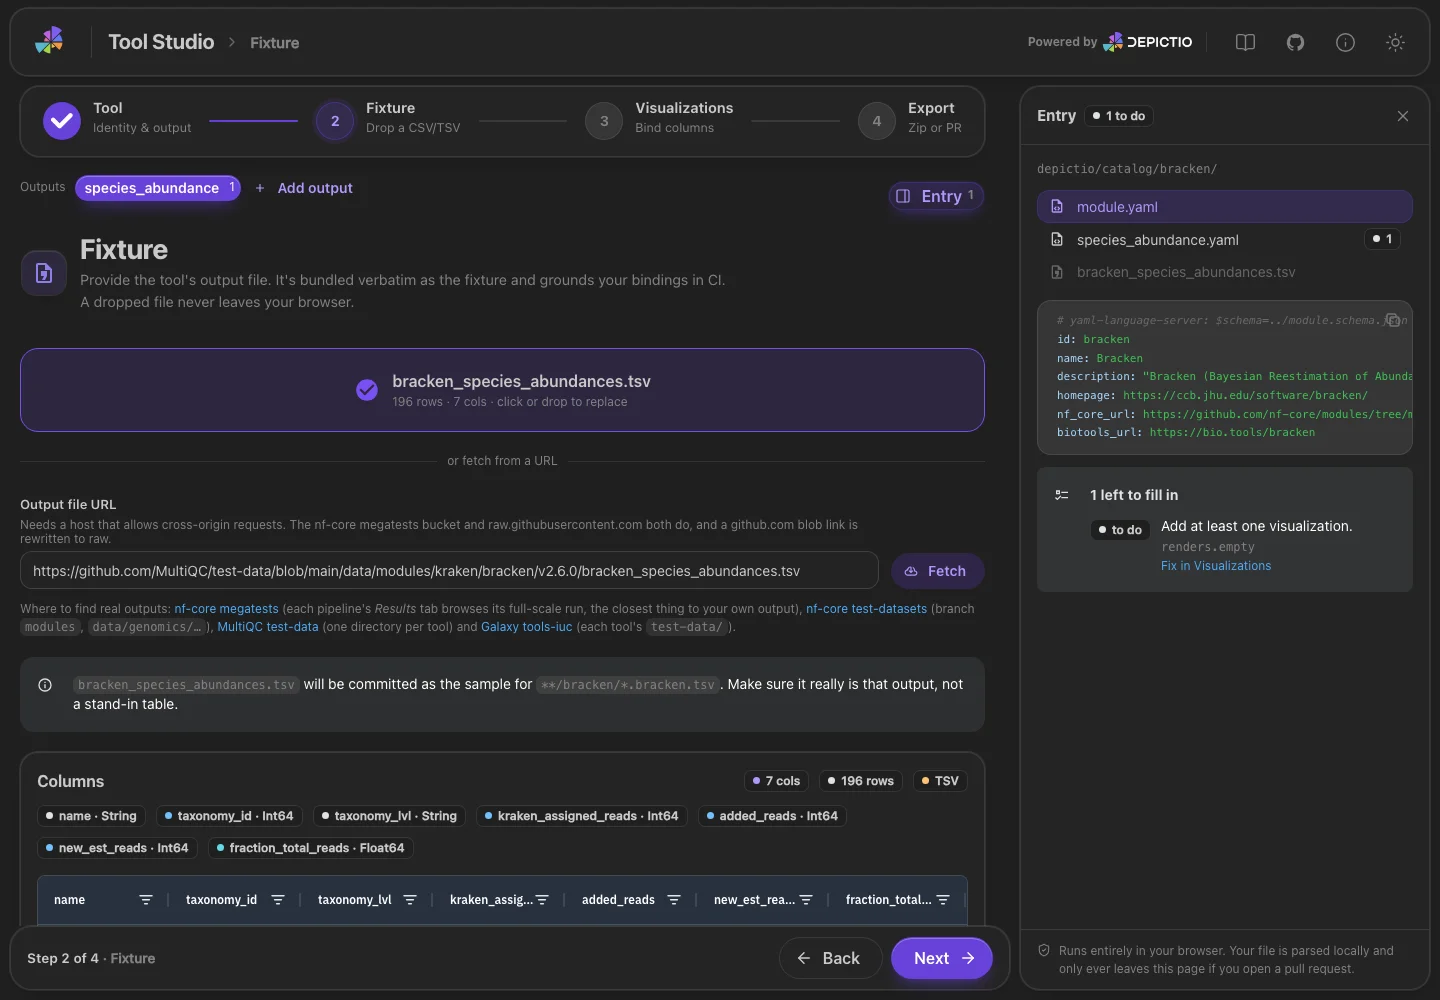 Tool Studio > Fixture
Powered by DEPICTIO
Tool
Identity & output
2
Fixture
Drop a CSV/TSV
3
Visualizations
Bind columns
4
Export
Zip or PR
Outputs
species_abundance 1
+ Add output
Entry 1
Fixture
Provide the tool's output file. It's bundled verbatim as the fixture and grounds your bindings in CI.
A dropped file never leaves your browser.
bracken_species_abundances.tsv
196 rows · 7 cols · click or drop to replace
or fetch from a URL
Output file URL
Needs a host that allows cross-origin requests. The nf-core megatests bucket and raw.githubusercontent.com both do, and a github.com blob link is
rewritten to raw.
https://github.com/MultiQC/test-data/blob/main/data/modules/kraken/bracken/v2.6.0/bracken_species_abundances.tsv
Fetch
Where to find real outputs: nf-core megatests (each pipeline's Results tab browses its full-scale run, the closest thing to your own output), nf-core test-datasets (branch
modules, data/genomics/…), MultiQC test-data (one directory per tool) and Galaxy tools-iuc (each tool's test-data/).
bracken_species_abundances.tsv will be committed as the sample for **/bracken/*.bracken.tsv. Make sure it really is that output, not
a stand-in table.
Columns
7 cols
196 rows
TSV
name · String
taxonomy_id · Int64
taxonomy_lvl · String
kraken_assigned_reads · Int64
added_reads · Int64
new_est_reads · Int64
fraction_total_reads · Float64
name
taxonomy_id
taxonomy_lvl
kraken_assig...
added_reads
new_est_rea...
fraction_total...
Step 2 of 4 · Fixture
Back
Next
Entry
1 to do
depictio/catalog/bracken/
module.yaml
species_abundance.yaml
1
bracken_species_abundances.tsv
# yaml-language-server: $schema=../module.schema.json
id: bracken
name: Bracken
description: "Bracken (Bayesian Reestimation of Abunda
homepage: https://ccb.jhu.edu/software/bracken/
nf_core_url: https://github.com/nf-core/modules/tree/m
biotools_url: https://bio.tools/bracken
1 left to fill in
to do
Add at least one visualization.
renders.empty
Fix in Visualizations
Runs entirely in your browser. Your file is parsed locally and
only ever leaves this page if you open a pull request.